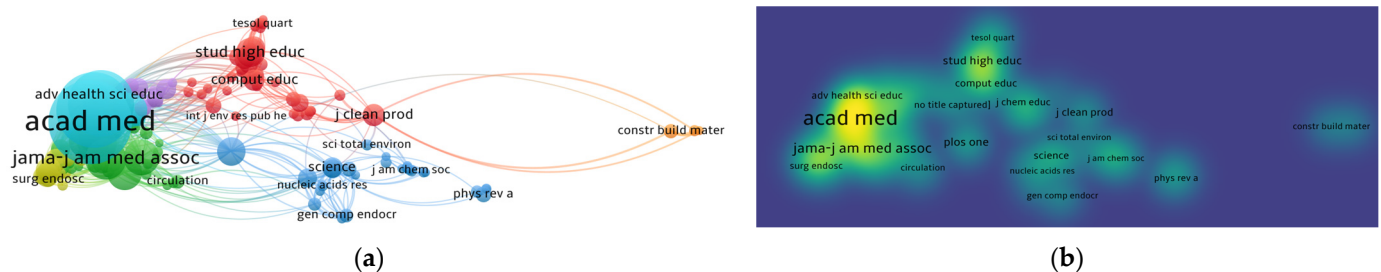 tesol quart
stud high educ
comput educ
adv health sci educ
acad med
int j env res pub he
j clean prod
constr build mater
jama-j am med assoc
sci total environ
science
j am chem soc
surg endosc
circulation
nucleic acids res
phys rev a
gen comp endocr
(a)
tesol quart
stud high educ
comput educ
adv health sci educ
no title captured]
j chem educ
j clean prod
acad med
constr build mater
sci total environ
plos one
jama-j am med assoc
science
j am chem soc
surg endosc
circulation
nucleic acids res
phys rev a
gen comp endocr
(b)